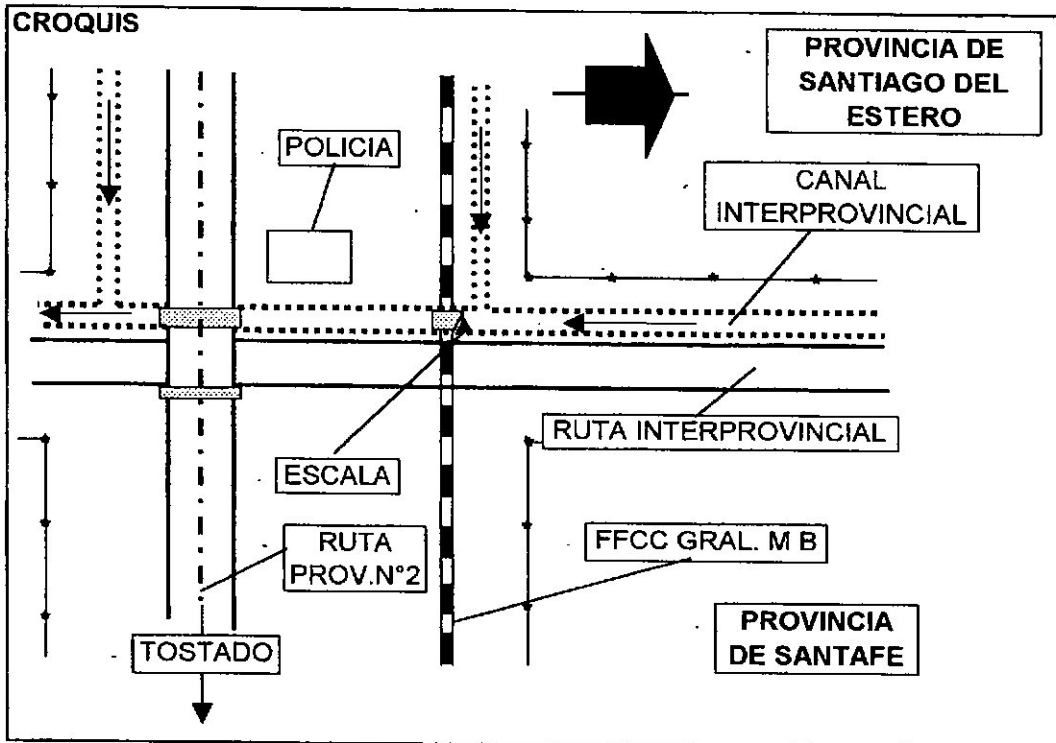 CROQUIS
PROVINCIA DE
SANTIAGO DEL
ESTERO
POLICIA
CANAL
INTERPROVINCIAL
RUTA INTERPROVINCIAL
ESCALA
RUTA
PROV.N°2
FFCC GRAL. M B
TOSTADO
PROVINCIA
DE SANTAFE